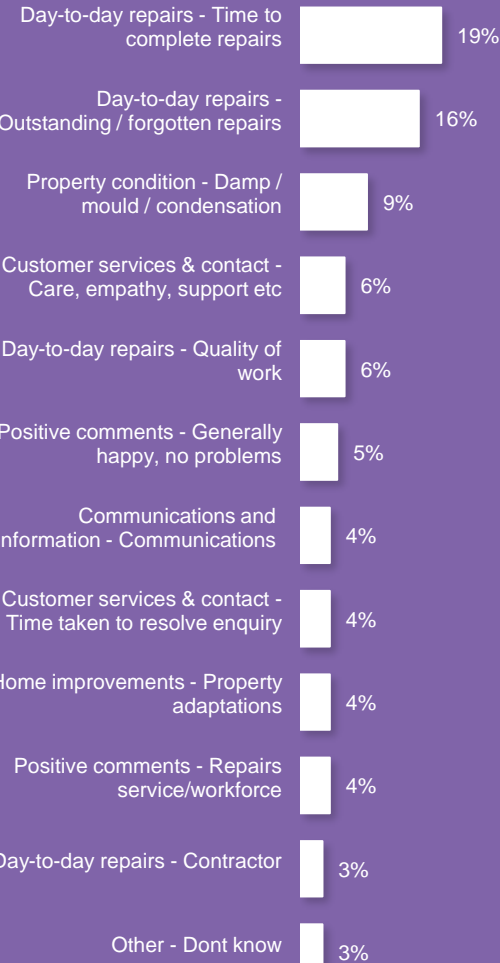 Day-to-day repairs - Time to
complete repairs
19%
Day-to-day repairs -
Outstanding / forgotten repairs
16%
Property condition - Damp /
mould / condensation
9%
Customer services & contact -
Care, empathy, support etc
6%
Day-to-day repairs - Quality of
work
6%
Positive comments - Generally
happy, no problems
5%
Communications and
Information - Communications
4%
Customer services & contact -
Time taken to resolve enquiry
4%
Home improvements - Property
adaptations
4%
Positive comments - Repairs
service/workforce
4%
Day-to-day repairs - Contractor
3%
Other - Dont know
3%